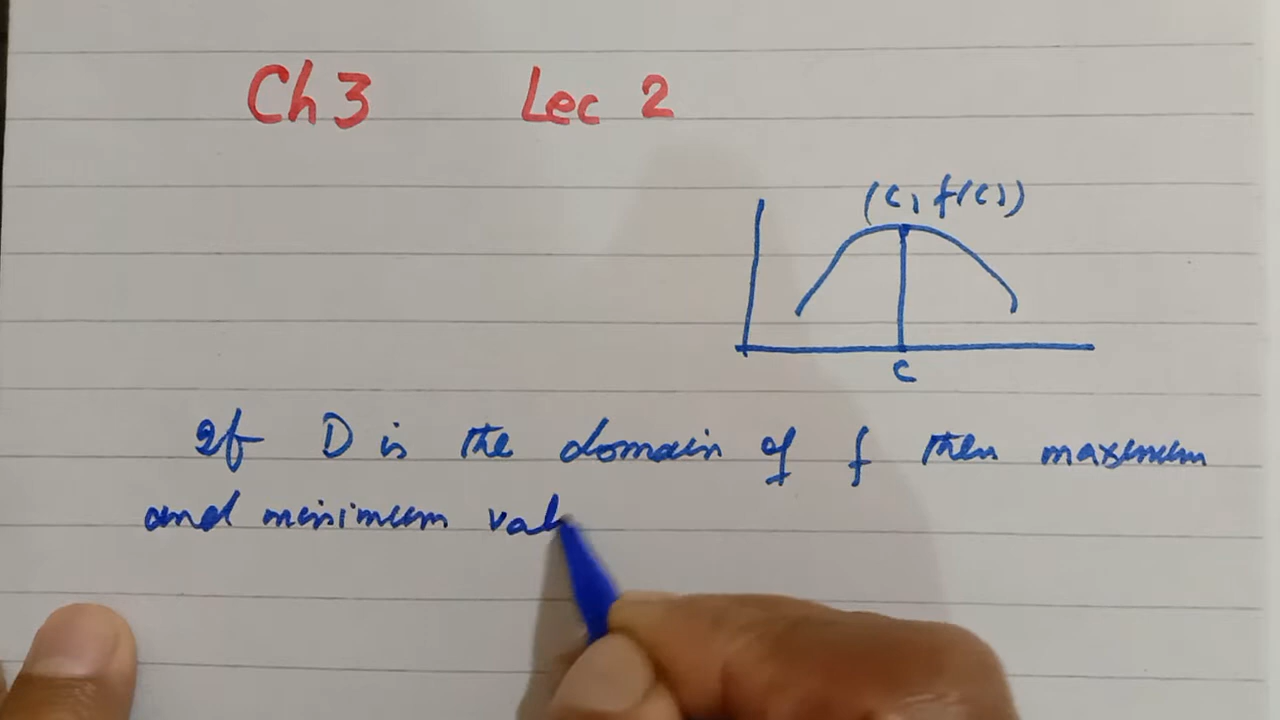 Ch 3 Lec 2
(c, f(c))
c
If D is the domain of f then maximum
and minimum val